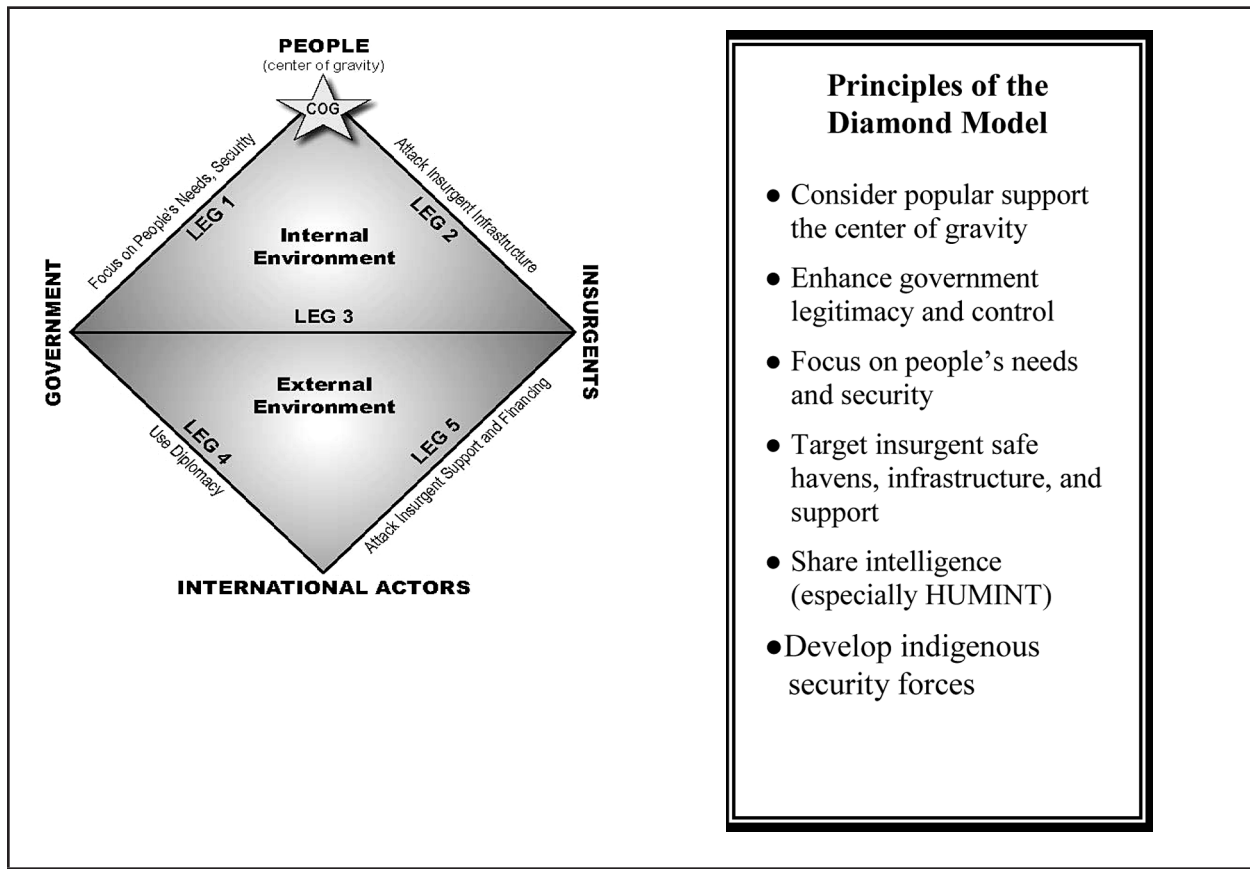 PEOPLE
(center of gravity)
COG
Focus on People's Needs, Security
LEG 1
Attack Insurgent Infrastructure
LEG 2
Internal
Environment
GOVERNMENT
LEG 3
INSURGENTS
External
Environment
LEG 4
Use Diplomacy
LEG 5
Attack Insurgent Support and Financing
INTERNATIONAL ACTORS
Principles of the
Diamond Model
● Consider popular support
the center of gravity
● Enhance government
legitimacy and control
● Focus on people's needs
and security
● Target insurgent safe
havens, infrastructure, and
support
● Share intelligence
(especially HUMINT)
●Develop indigenous
security forces